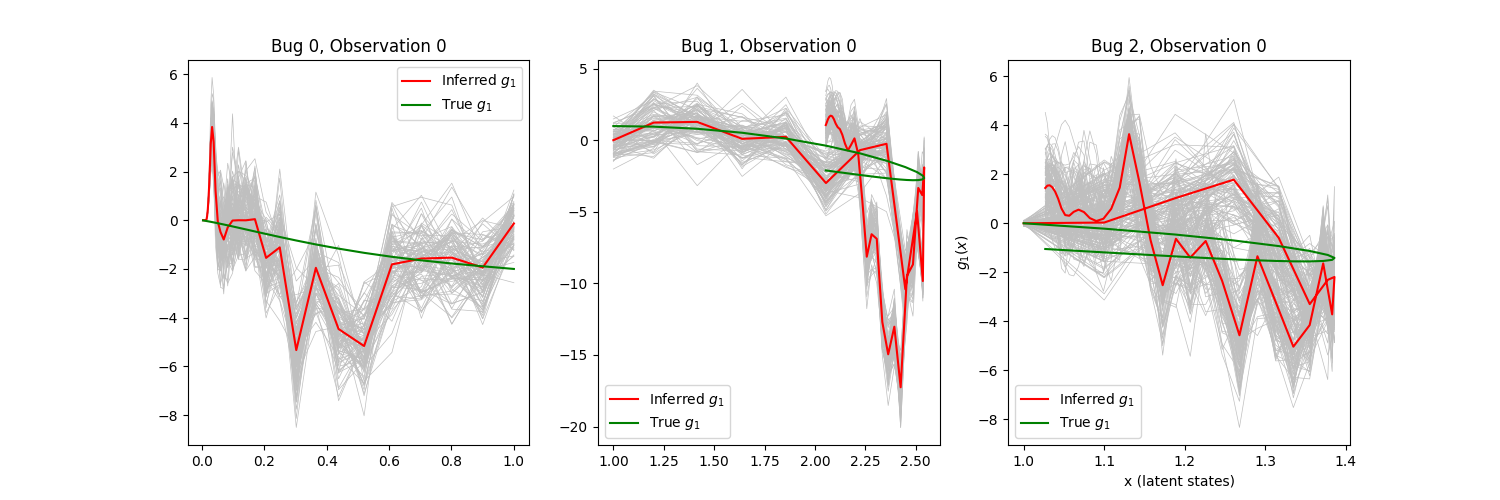 Bug 0, Observation 0
6
4
2
0
−2
−4
−6
−8
0.0 0.2 0.4 0.6 0.8 1.0
Inferred g₁
True g₁
Bug 1, Observation 0
5
0
−5
−10
−15
−20
1.00 1.25 1.50 1.75 2.00 2.25 2.50
Inferred g₁
True g₁
Bug 2, Observation 0
g₁(x)
6
4
2
0
−2
−4
−6
−8
1.0 1.1 1.2 1.3 1.4
x (latent states)
Inferred g₁
True g₁